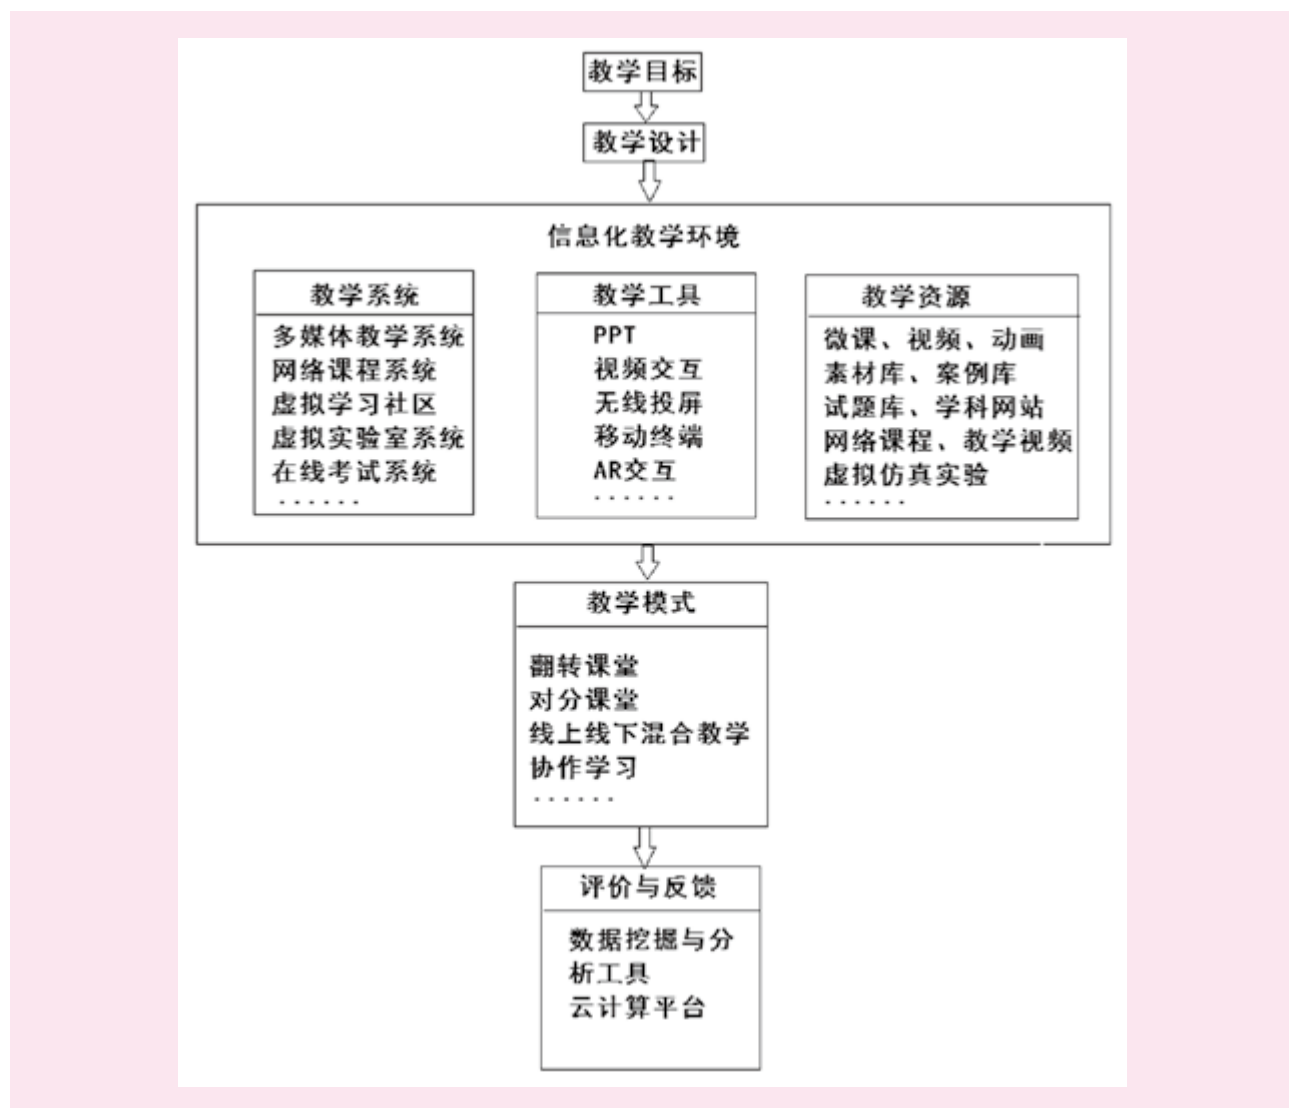 教学目标
教学设计
信息化教学环境
教学系统
多媒体教学系统
网络课程系统
虚拟学习社区
虚拟实验室系统
在线考试系统
······
教学工具
PPT
视频交互
无线投屏
移动终端
AR交互
······
教学资源
微课、视频、动画
素材库、案例库
试题库、学科网站
网络课程、教学视频
虚拟仿真实验
······
教学模式
翻转课堂
对分课堂
线上线下混合教学
协作学习
······
评价与反馈
数据挖掘与分
析工具
云计算平台